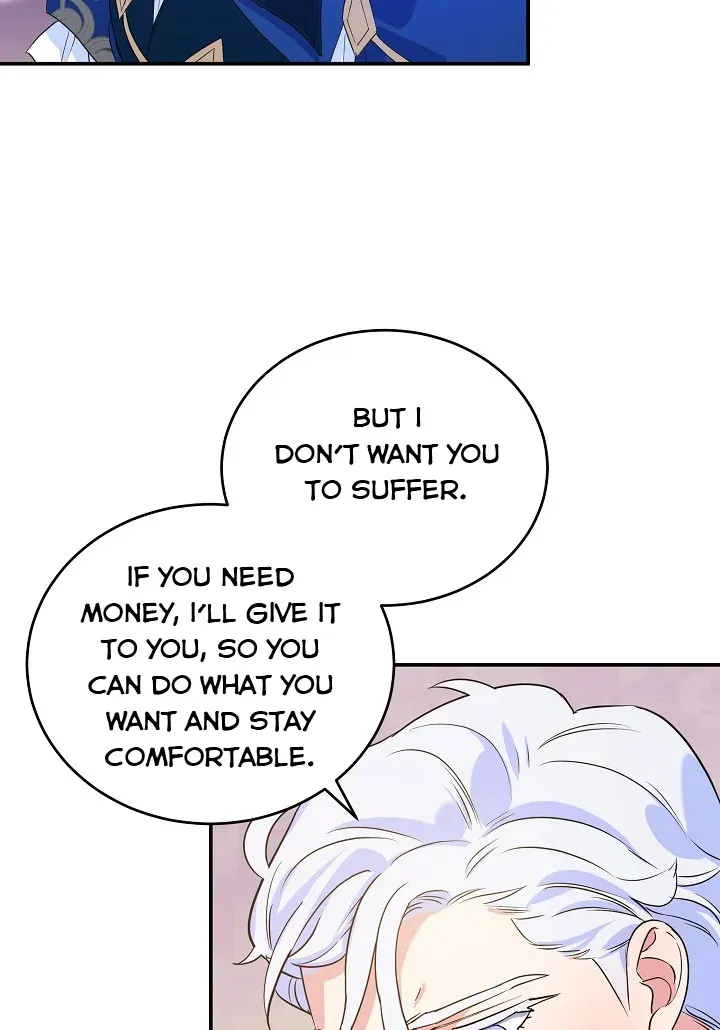 BUT I
DON'T WANT YOU
TO SUFFER.
IF YOU NEED
MONEY, I'LL GIVE IT
TO YOU, SO YOU
CAN DO WHAT YOU
WANT AND STAY
COMFORTABLE.